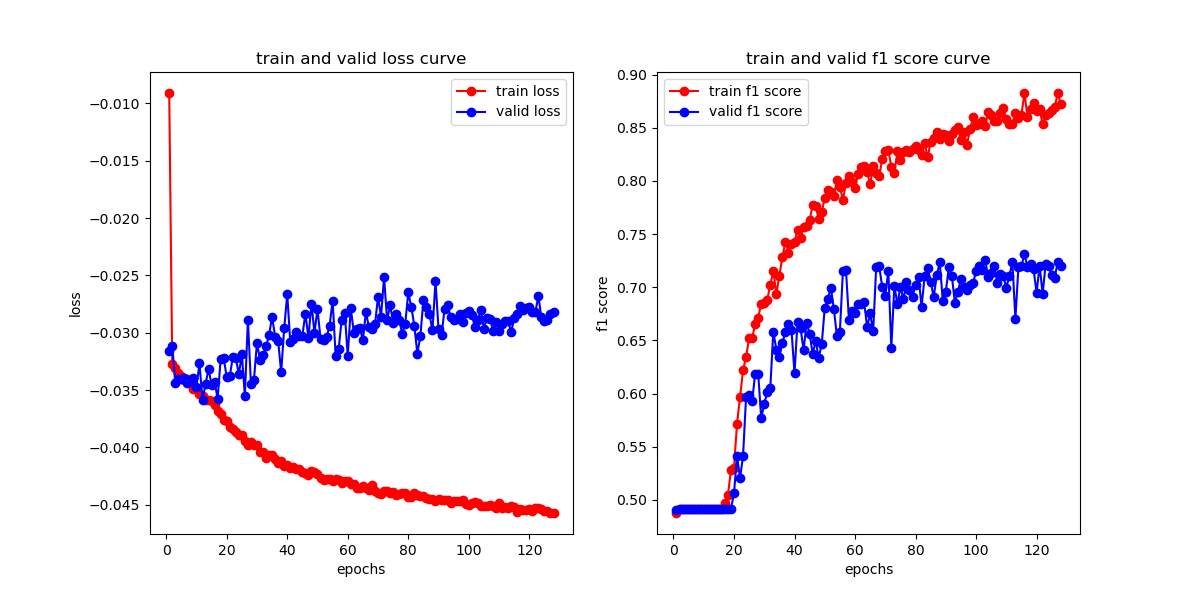 train and valid loss curve
train loss
valid loss
−0.010
−0.015
−0.020
−0.025
−0.030
−0.035
−0.040
−0.045
loss
0 20 40 60 80 100 120
epochs
train and valid f1 score curve
train f1 score
valid f1 score
0.90
0.85
0.80
0.75
0.70
0.65
0.60
0.55
0.50
f1 score
0 20 40 60 80 100 120
epochs